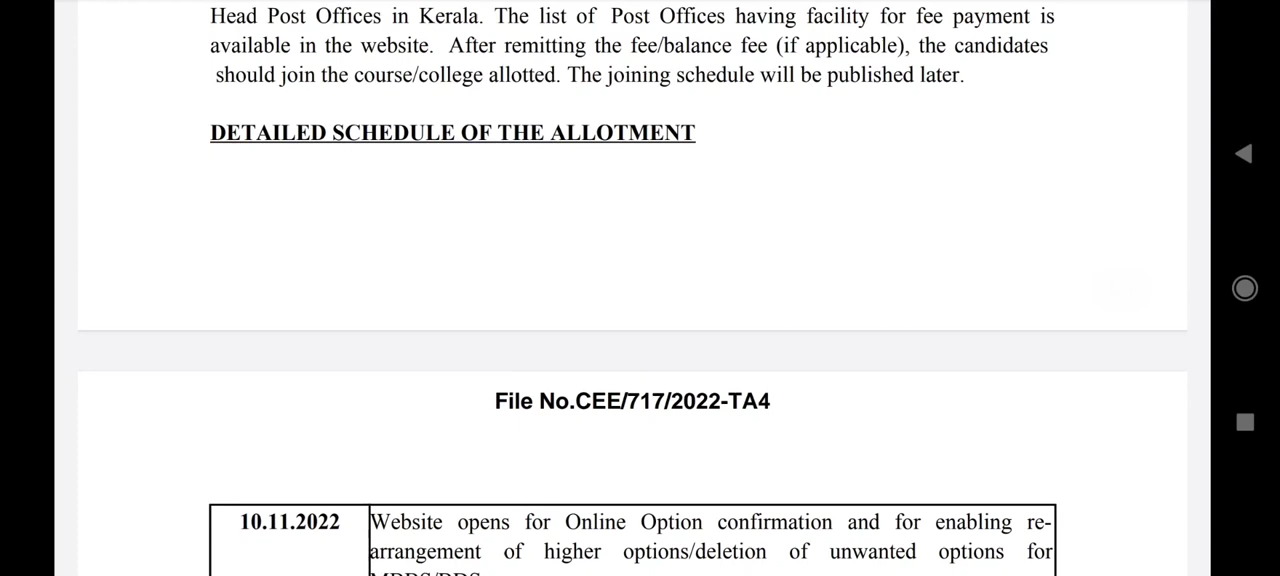 Head Post Offices in Kerala. The list of Post Offices having facility for fee payment is
available in the website. After remitting the fee/balance fee (if applicable), the candidates
should join the course/college allotted. The joining schedule will be published later.
DETAILED SCHEDULE OF THE ALLOTMENT
File No.CEE/717/2022-TA4
10.11.2022 Website opens for Online Option confirmation and for enabling re-
arrangement of higher options/deletion of unwanted options for
MBBS/BDS